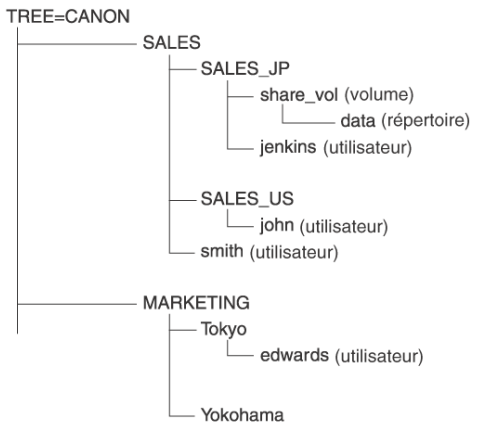 TREE=CANON
SALES
SALES_JP
share_vol (volume)
data (répertoire)
jenkins (utilisateur)
SALES_US
john (utilisateur)
smith (utilisateur)
MARKETING
Tokyo
edwards (utilisateur)
Yokohama